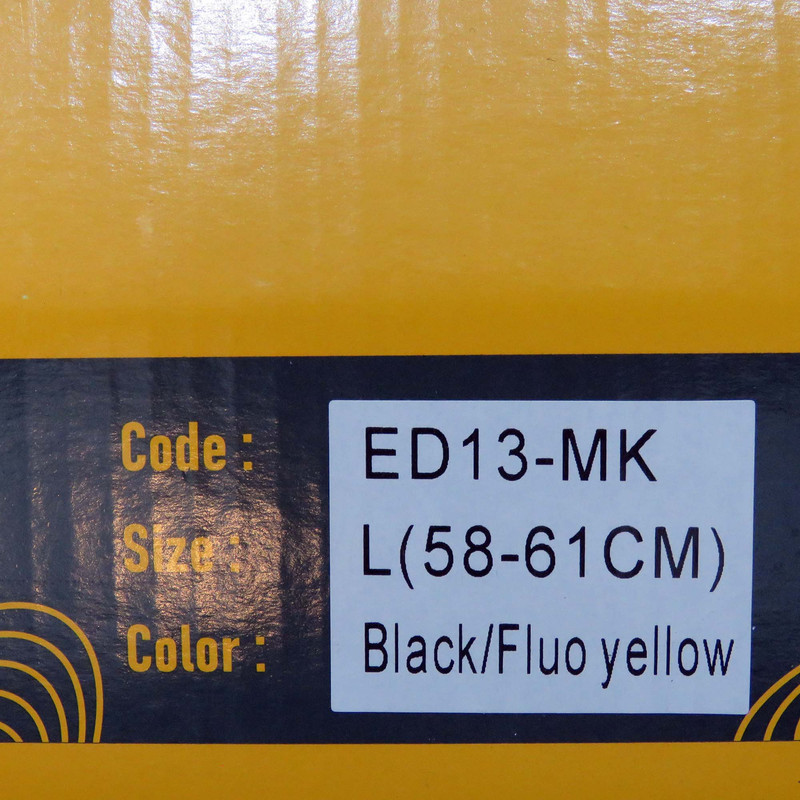 Code : ED13-MK
Size : L(58-61CM)
Color : Black/Fluo yellow